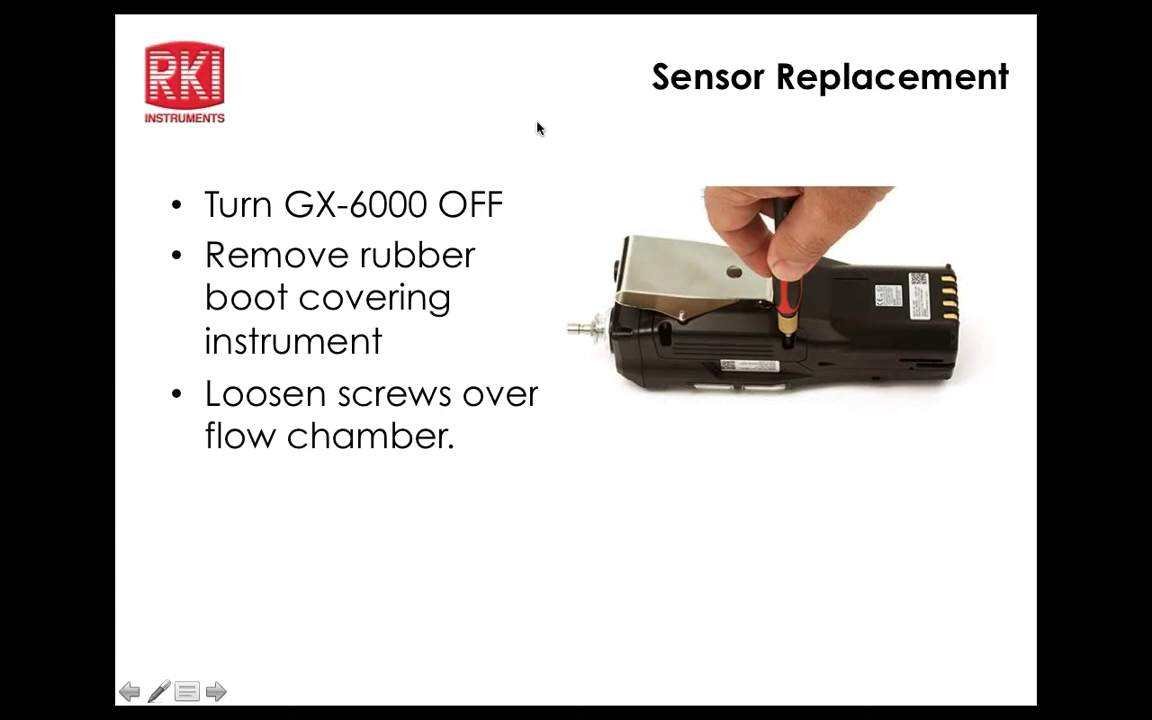 RKI
INSTRUMENTS
Sensor Replacement
• Turn GX-6000 OFF
• Remove rubber
boot covering
instrument
• Loosen screws over
flow chamber.